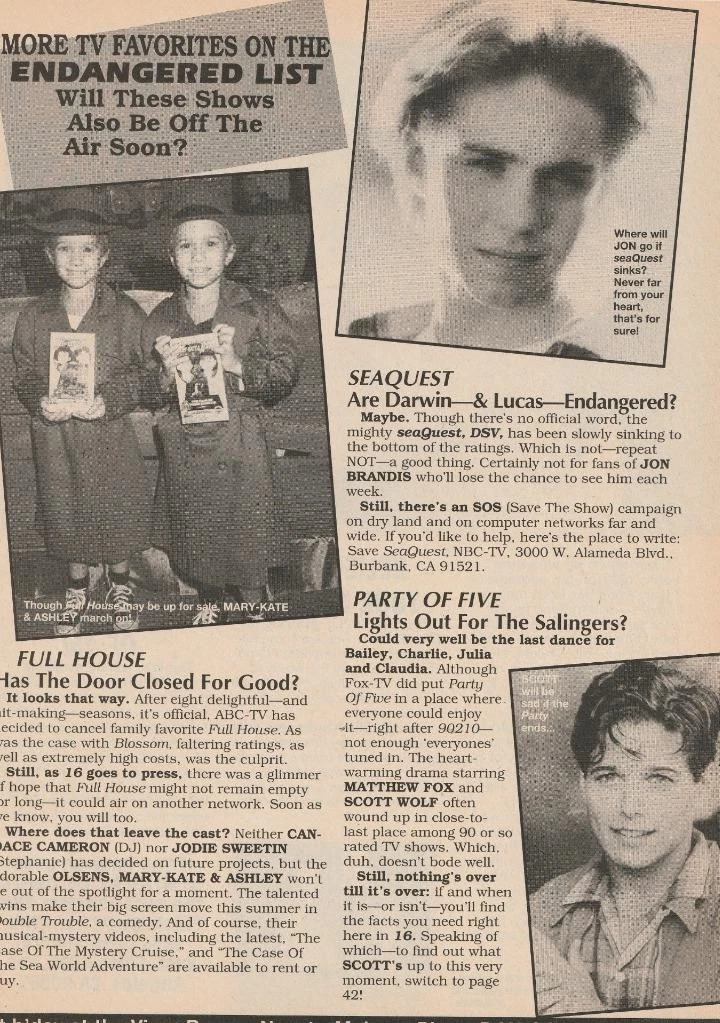 MORE TV FAVORITES ON THE
ENDANGERED LIST
Will These Shows
Also Be Off The
Air Soon?
Where will
JON go if
seaQuest
sinks?
Never far
from your
heart,
that's for
sure!
Though Full House may be up for sale, MARY-KATE
& ASHLEY march on!
FULL HOUSE
Has The Door Closed For Good?
It looks that way. After eight delightful—and
hit-making—seasons, it's official, ABC-TV has
decided to cancel family favorite Full House. As
was the case with Blossom, faltering ratings, as
well as extremely high costs, was the culprit.
Still, as 16 goes to press, there was a glimmer
of hope that Full House might not remain empty
for long—it could air on another network. Soon as
we know, you will too.
Where does that leave the cast? Neither CAN-
DACE CAMERON (DJ) nor JODIE SWEETIN
(Stephanie) has decided on future projects, but the
adorable OLSENS, MARY-KATE & ASHLEY won't
be out of the spotlight for a moment. The talented
twins make their big screen move this summer in
Double Trouble, a comedy. And of course, their
musical-mystery videos, including the latest, "The
Case Of The Mystery Cruise," and "The Case Of
The Sea World Adventure" are available to rent or
buy.
SEAQUEST
Are Darwin—& Lucas—Endangered?
Maybe. Though there's no official word, the
mighty seaQuest, DSV, has been slowly sinking to
the bottom of the ratings. Which is not—repeat
NOT—a good thing. Certainly not for fans of JON
BRANDIS who'll lose the chance to see him each
week.
Still, there's an SOS (Save The Show) campaign
on dry land and on computer networks far and
wide. If you'd like to help, here's the place to write:
Save SeaQuest, NBC-TV, 3000 W. Alameda Blvd.,
Burbank, CA 91521.
PARTY OF FIVE
Lights Out For The Salingers?
Could very well be the last dance for
Bailey, Charlie, Julia
and Claudia. Although
Fox-TV did put Party
Of Five in a place where
everyone could enjoy
it—right after 90210—
not enough 'everyones'
tuned in. The heart-
warming drama starring
MATTHEW FOX and
SCOTT WOLF often
wound up in close-to-
last place among 90 or so
rated TV shows. Which,
duh, doesn't bode well.
Still, nothing's over
till it's over: if and when
it is—or isn't—you'll find
the facts you need right
here in 16. Speaking of
which—to find out what
SCOTT's up to this very
moment, switch to page
42!
SCOTT
will be
sad if the
Party
ends.